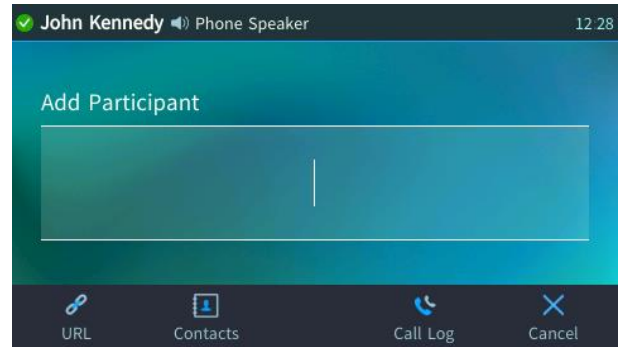 John Kennedy Phone Speaker 12:28
Add Participant
URL Contacts Call Log Cancel